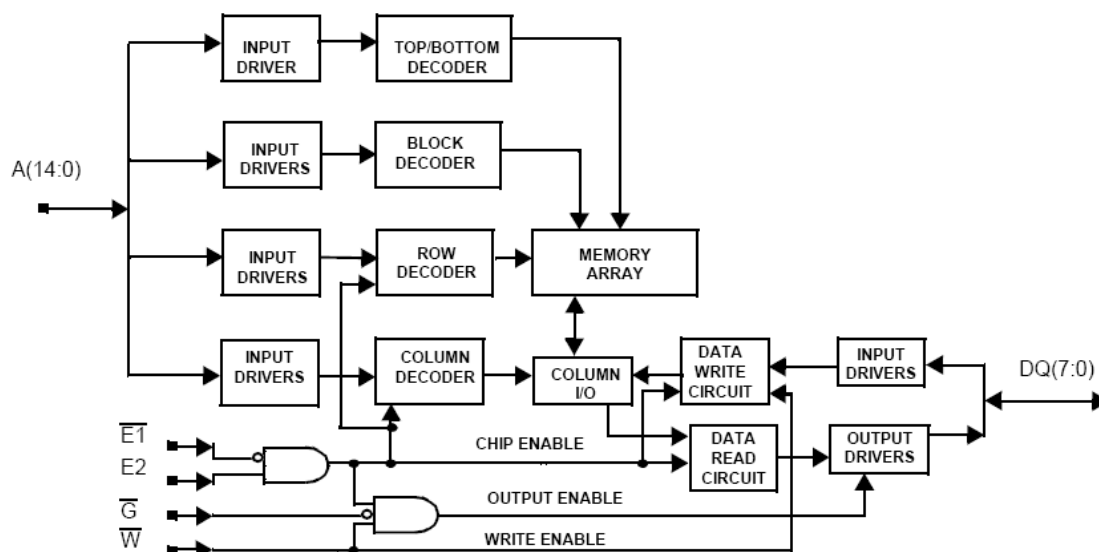 INPUT
DRIVER
TOP/BOTTOM
DECODER
INPUT
DRIVERS
BLOCK
DECODER
A(14:0)
INPUT
DRIVERS
ROW
DECODER
MEMORY
ARRAY
INPUT
DRIVERS
COLUMN
DECODER
COLUMN
I/O
DATA
WRITE
CIRCUIT
INPUT
DRIVERS
DQ(7:0)
E1
E2
CHIP ENABLE
DATA
READ
CIRCUIT
OUTPUT
DRIVERS
G
OUTPUT ENABLE
W
WRITE ENABLE